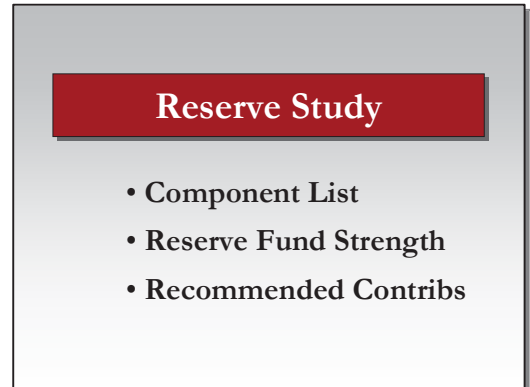 Reserve Study
• Component List
• Reserve Fund Strength
• Recommended Contribs